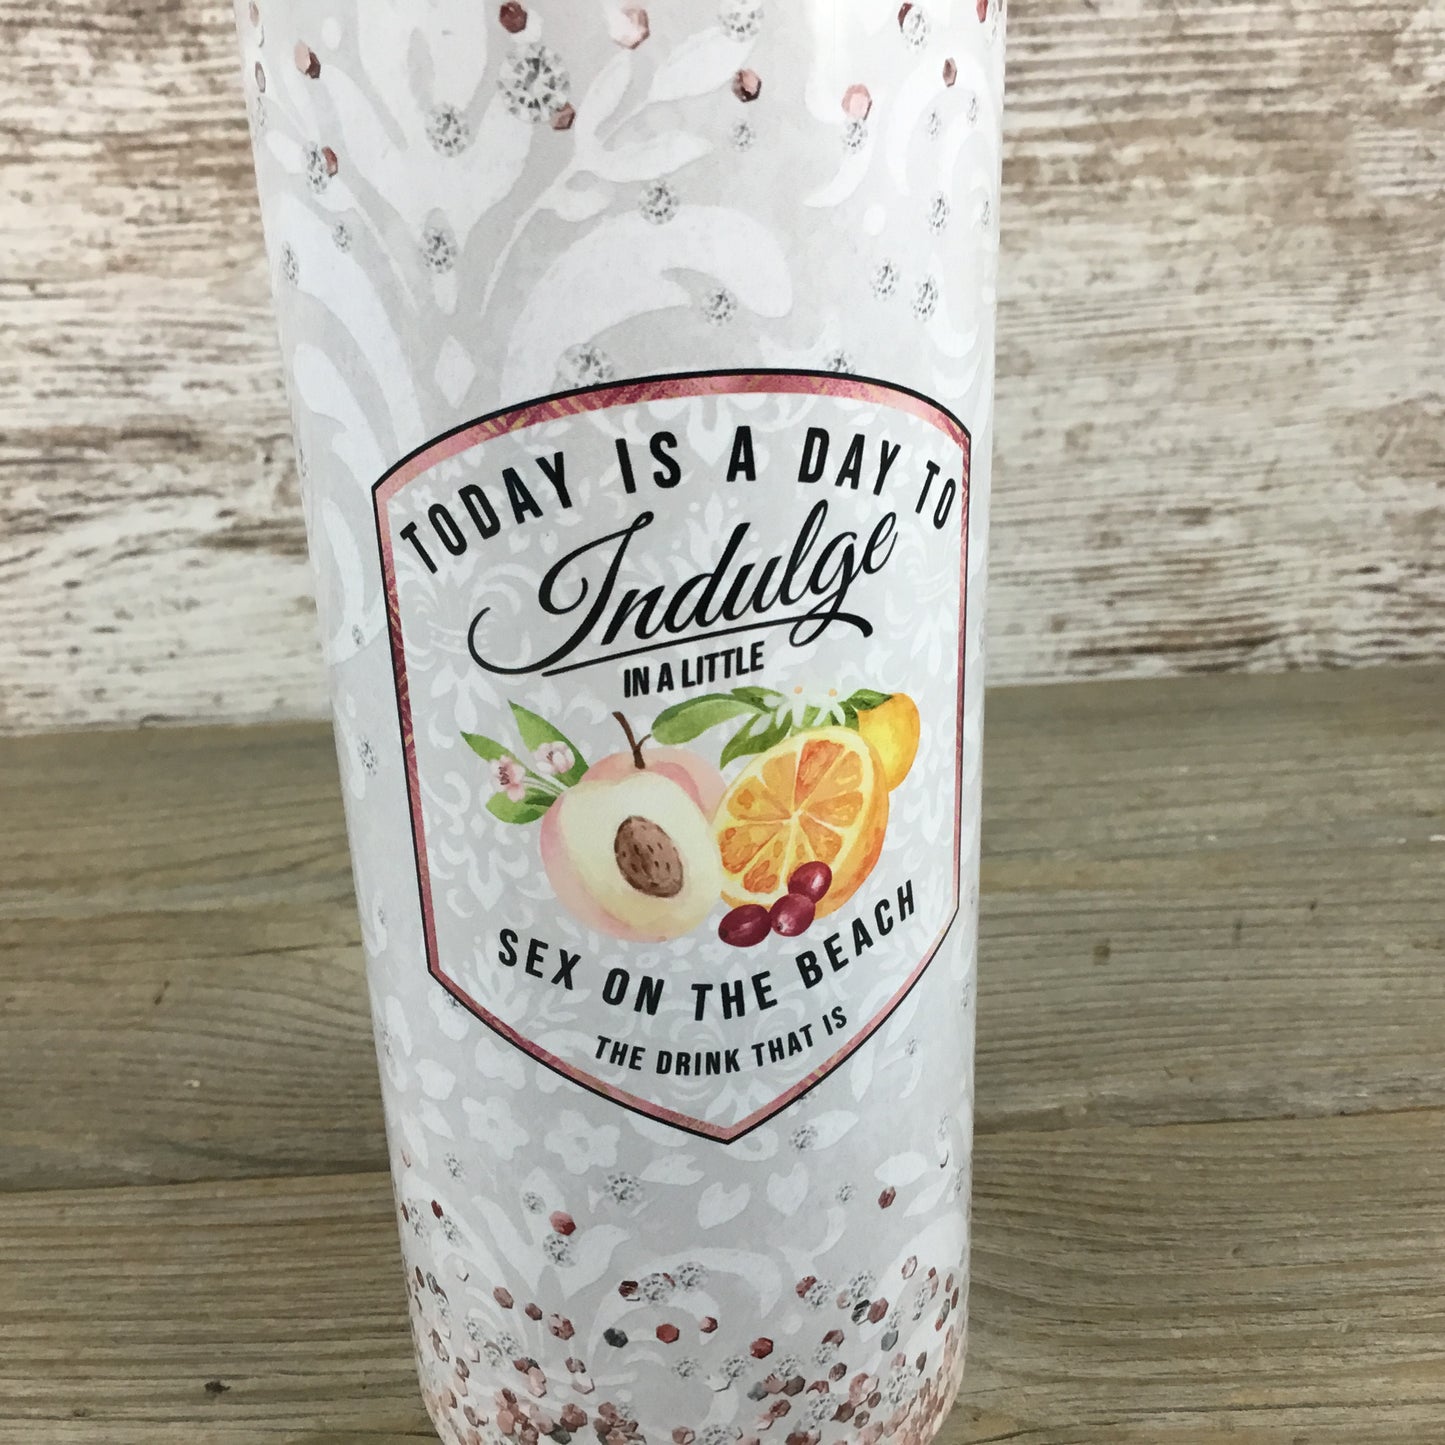 TODAY IS A DAY TO
Indulge
IN A LITTLE
SEX ON THE BEACH
THE DRINK THAT IS